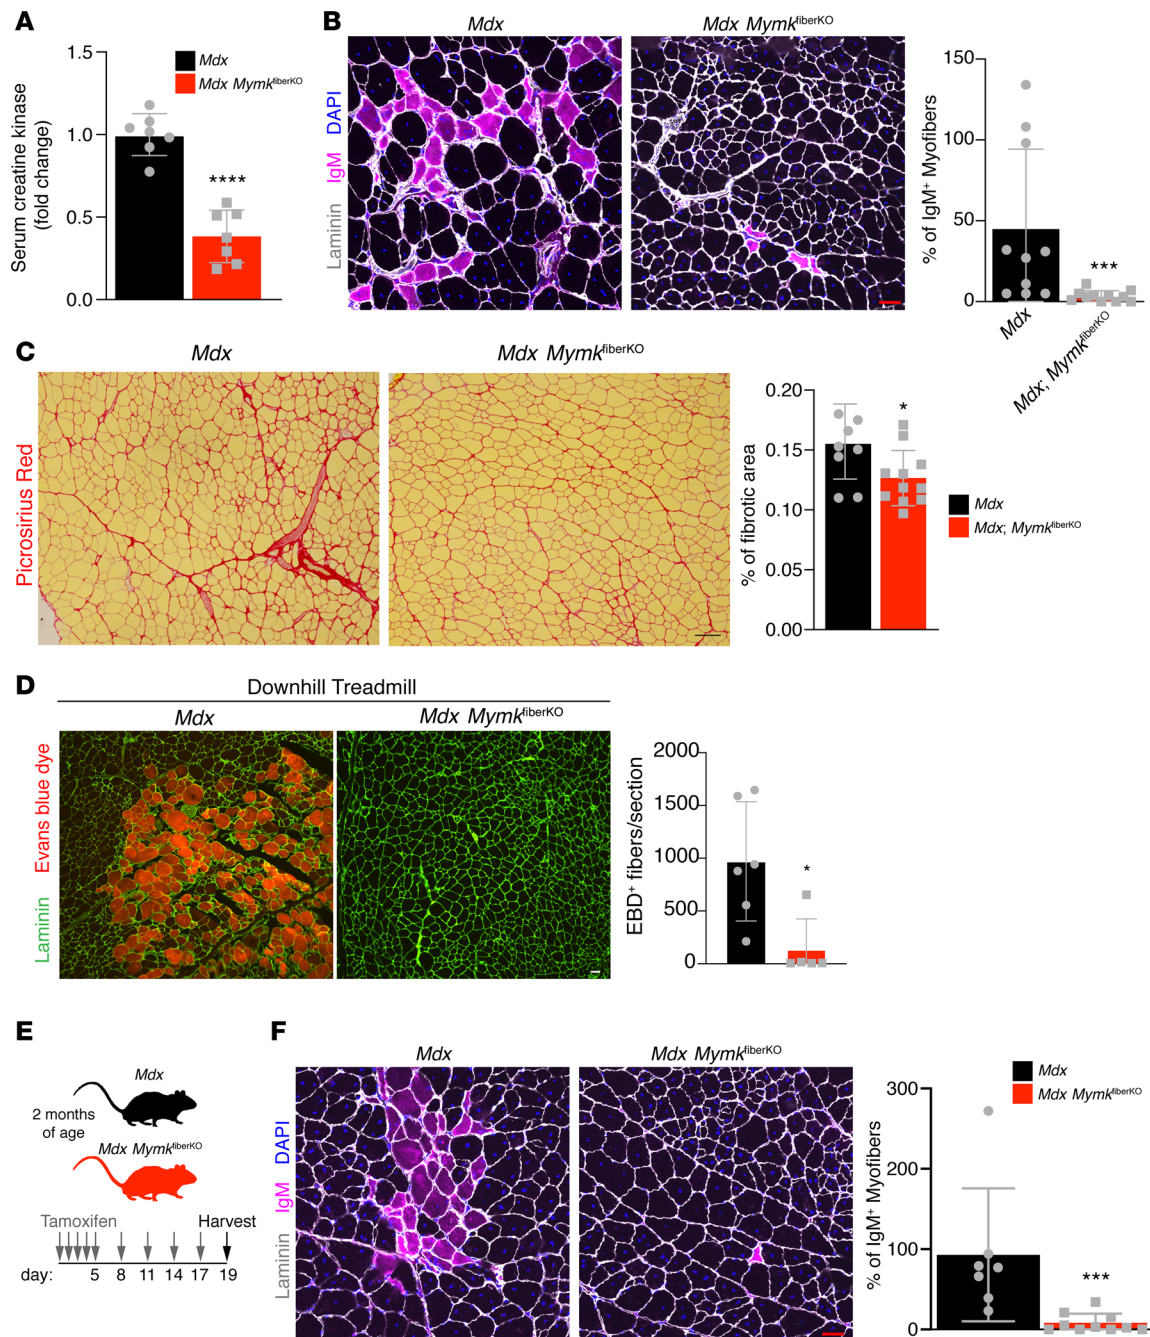 A
Serum creatine kinase
(fold change)
1.5
1.0
0.5
0.0
Mdx
Mdx Mymk^fiberKO
****
B
Mdx
Mdx Mymk^fiberKO
Laminin IgM DAPI
% of IgM⁺ Myofibers
150
100
50
0
***
Mdx
Mdx; Mymk^fiberKO
C
Mdx
Mdx Mymk^fiberKO
Picrosirius Red
% of fibrotic area
0.20
0.15
0.10
0.05
0.00
*
Mdx
Mdx; Mymk^fiberKO
D
Downhill Treadmill
Mdx
Mdx Mymk^fiberKO
Laminin Evans blue dye
EBD⁺ fibers/section
2000
1500
1000
500
0
*
E
Mdx
2 months
of age
Mdx Mymk^fiberKO
Tamoxifen
Harvest
day: 5 8 11 14 17 19
F
Mdx
Mdx Mymk^fiberKO
Laminin IgM DAPI
% of IgM⁺ Myofibers
300
200
100
0
Mdx
Mdx Mymk^fiberKO
***